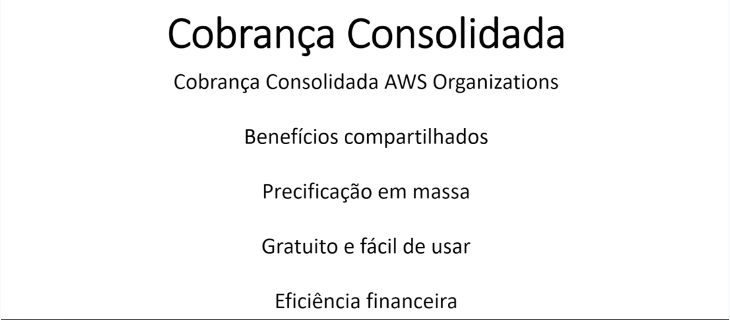 Cobrança Consolidada
Cobrança Consolidada AWS Organizations
Benefícios compartilhados
Precificação em massa
Gratuito e fácil de usar
Eficiência financeira